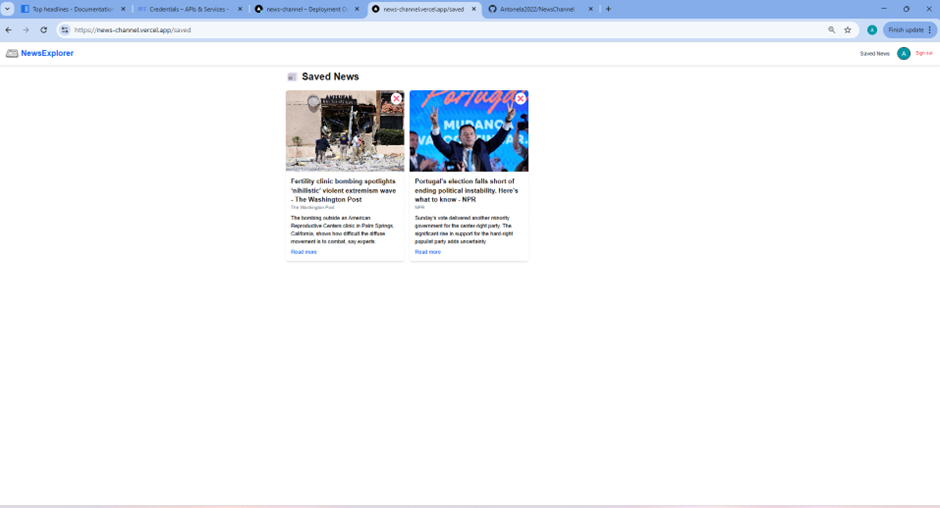 Top headlines - Documentation
Credentials – APIs & Services -
news-channel – Deployment O
news-channel.vercel.app/saved
Antonela2022/NewsChannel
https://news-channel.vercel.app/saved
A
Finish update
NewsExplorer
Saved News
A
Sign out
Saved News
AMERICAN
Portugal
MUDANÇ
Fertility clinic bombing spotlights
'nihilistic' violent extremism wave
- The Washington Post
The Washington Post
The bombing outside an American
Reproductive Centers clinic in Palm Springs,
California, shows how difficult the diffuse
movement is to combat, say experts.
Read more
Portugal's election falls short of
ending political instability. Here's
what to know - NPR
NPR
Sunday's vote delivered another minority
government for the center-right party. The
significant rise in support for the hard-right
populist party adds uncertainty.
Read more